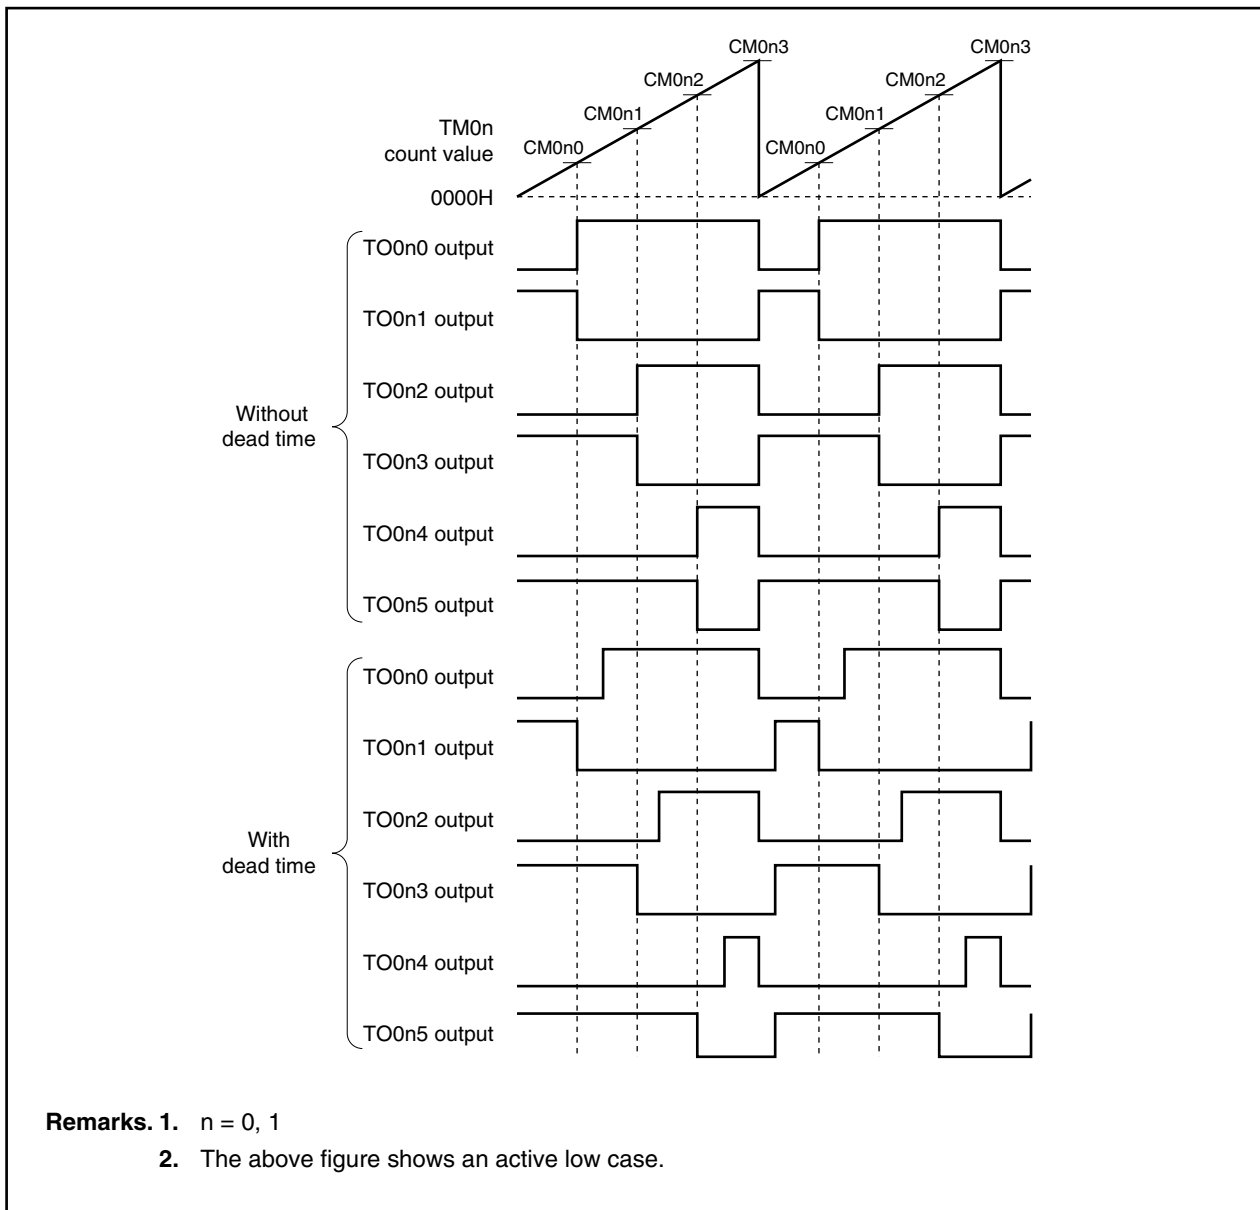 CM0n3
CM0n3
CM0n2
CM0n2
CM0n1
CM0n1
TM0n
count value
CM0n0
CM0n0
0000H
Without
dead time
TO0n0 output
TO0n1 output
TO0n2 output
TO0n3 output
TO0n4 output
TO0n5 output
With
dead time
TO0n0 output
TO0n1 output
TO0n2 output
TO0n3 output
TO0n4 output
TO0n5 output
Remarks. 1. n = 0, 1
2. The above figure shows an active low case.